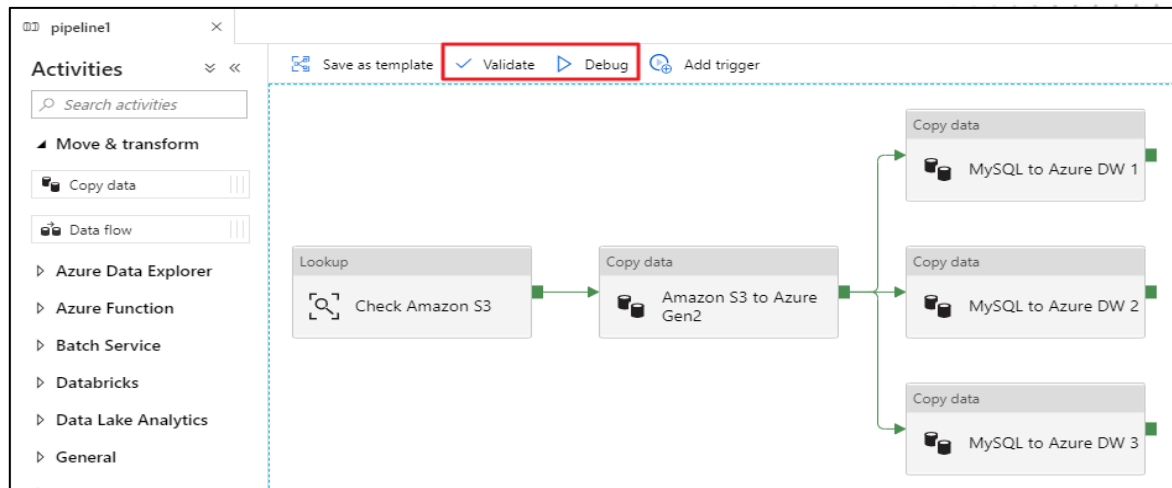 pipeline1
Activities
Search activities
Move & transform
Copy data
Data flow
Azure Data Explorer
Azure Function
Batch Service
Databricks
Data Lake Analytics
General
Save as template
Validate
Debug
Add trigger
Lookup
Check Amazon S3
Copy data
Amazon S3 to Azure
Gen2
Copy data
MySQL to Azure DW 1
Copy data
MySQL to Azure DW 2
Copy data
MySQL to Azure DW 3